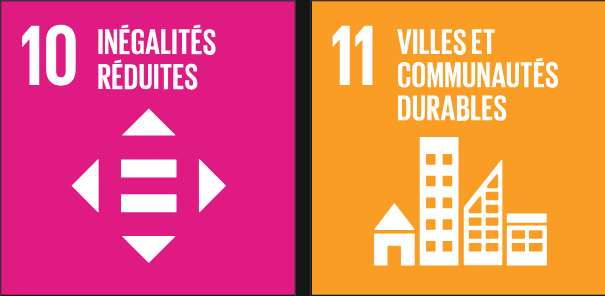 10
INÉGALITÉS
RÉDUITES
11
VILLES ET
COMMUNAUTÉS
DURABLES